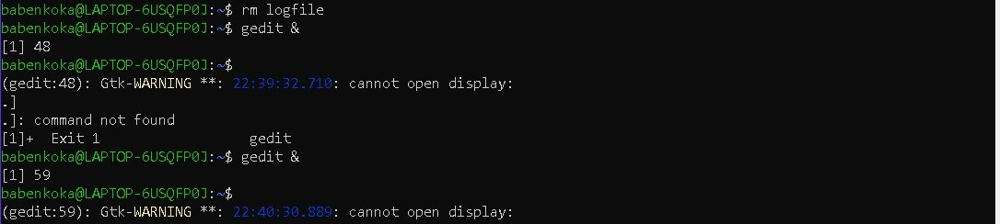 babenkoka@LAPTOP-6USQFP0J:~$ rm logfile
babenkoka@LAPTOP-6USQFP0J:~$ gedit &
[1] 48
babenkoka@LAPTOP-6USQFP0J:~$
(gedit:48): Gtk-WARNING **: 22:39:32.710: cannot open display:
.]
.]: command not found
[1]+  Exit 1                  gedit
babenkoka@LAPTOP-6USQFP0J:~$ gedit &
[1] 59
babenkoka@LAPTOP-6USQFP0J:~$
(gedit:59): Gtk-WARNING **: 22:40:30.889: cannot open display: